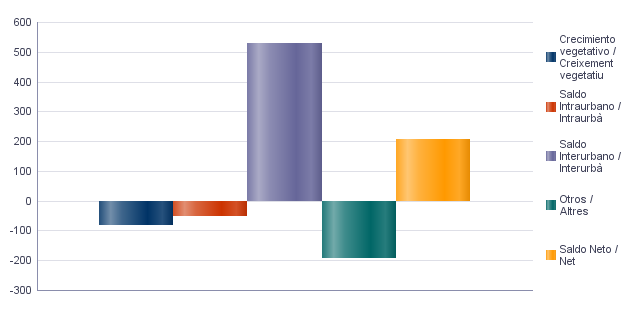 600
500
400
300
200
100
0
-100
-200
-300
Crecimiento
vegetativo /
Creixement
vegetatiu
Saldo
Intraurbano /
Intraurbà
Saldo
Interurbano /
Interurbà
Otros /
Altres
Saldo Neto /
Net